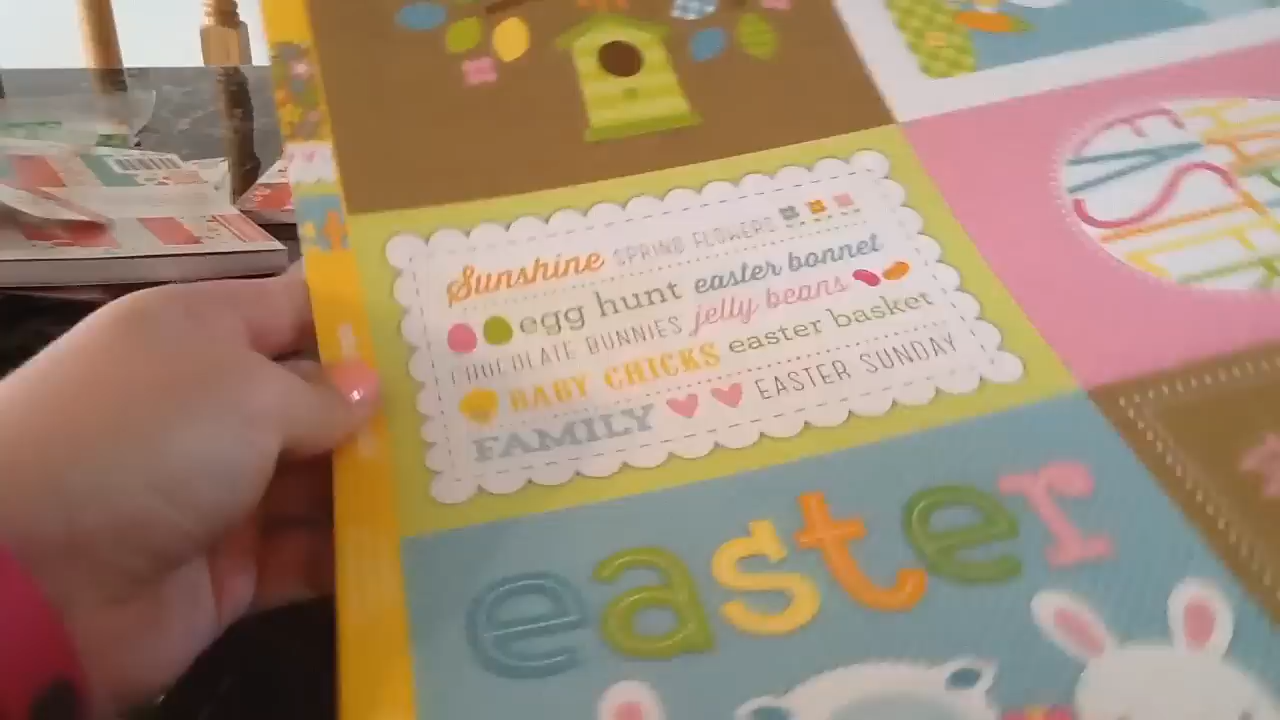 Sunshine SPRING FLOWERS
egg hunt easter bonnet
CHOCOLATE BUNNIES jelly beans
BABY CHICKS easter basket
FAMILY EASTER SUNDAY
easter